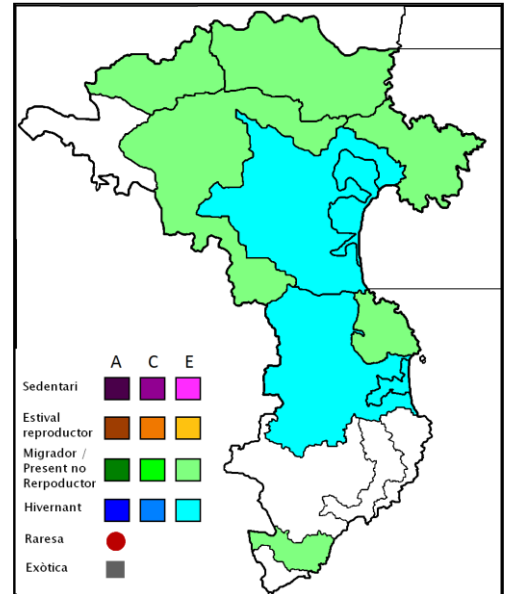 A C E
Sedentari
Estival
reproductor
Migrador /
Present no
Rerpoductor
Hivernant
Raresa
Exòtica